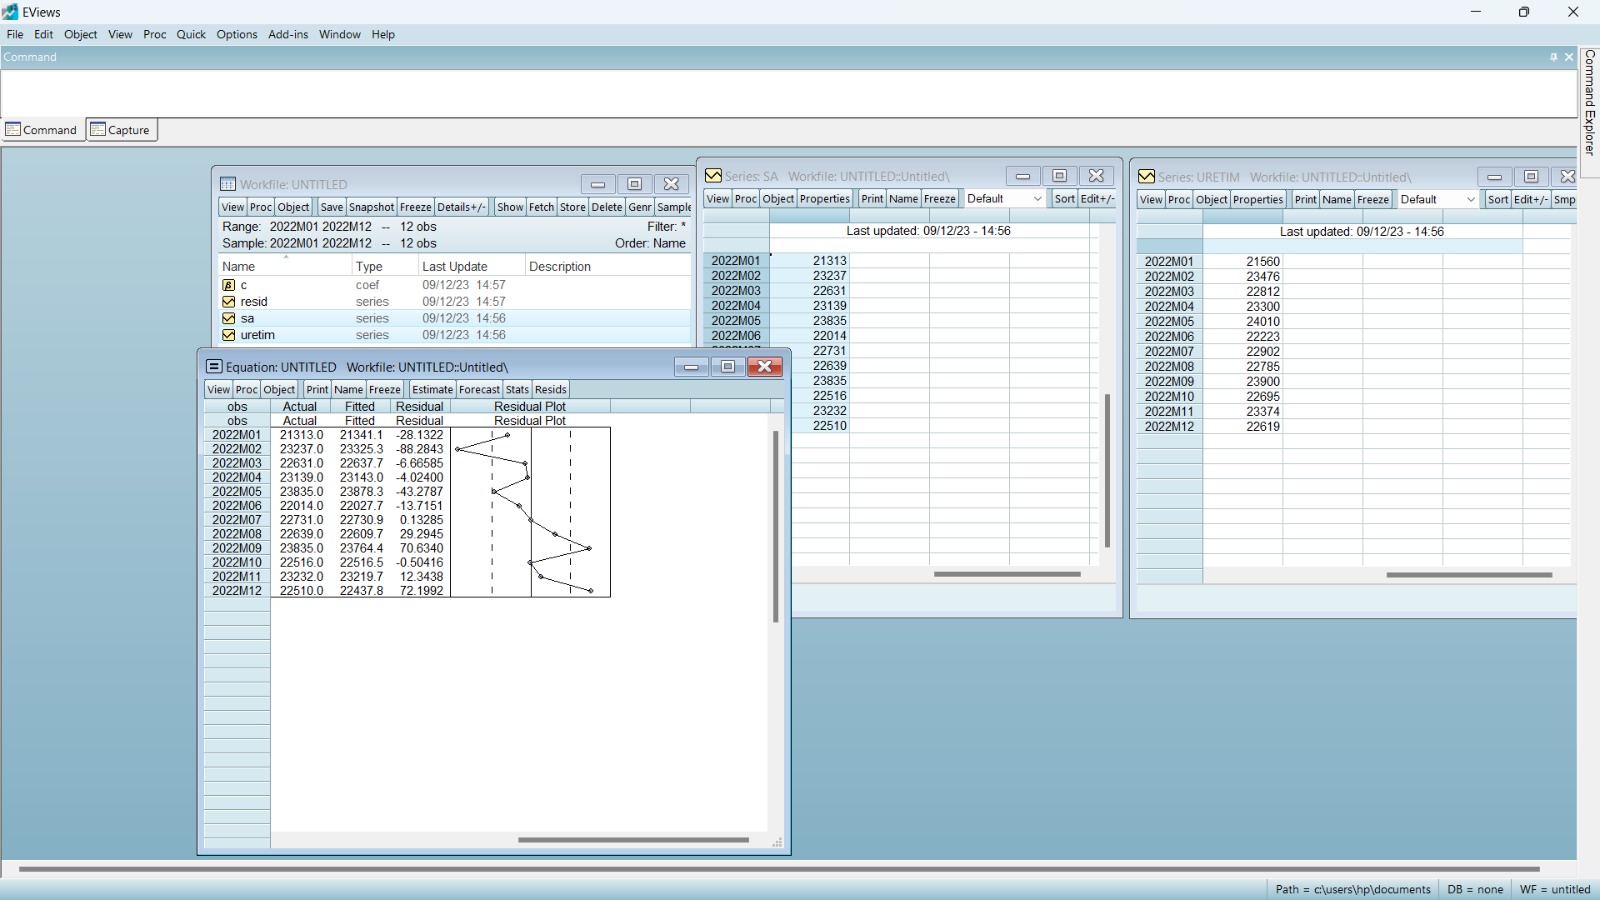 EViews
File Edit Object View Proc Quick Options Add-ins Window Help
Command
Command Capture
Command Explorer
Workfile: UNTITLED
View Proc Object Save Snapshot Freeze Details+/- Show Fetch Store Delete Genr Sample
Range: 2022M01 2022M12 -- 12 obs Filter: *
Sample: 2022M01 2022M12 -- 12 obs Order: Name
Name Type Last Update Description
β c coef 09/12/23 14:57
resid series 09/12/23 14:57
sa series 09/12/23 14:56
uretim series 09/12/23 14:56
Series: SA Workfile: UNTITLED::Untitled\
View Proc Object Properties Print Name Freeze Default Sort Edit+/-
Last updated: 09/12/23 - 14:56
2022M01 21313
2022M02 23237
2022M03 22631
2022M04 23139
2022M05 23835
2022M06 22014
22731
22639
23835
22516
23232
22510
Series: URETIM Workfile: UNTITLED::Untitled\
View Proc Object Properties Print Name Freeze Default Sort Edit+/- Smp
Last updated: 09/12/23 - 14:56
2022M01 21560
2022M02 23476
2022M03 22812
2022M04 23300
2022M05 24010
2022M06 22223
2022M07 22902
2022M08 22785
2022M09 23900
2022M10 22695
2022M11 23374
2022M12 22619
Equation: UNTITLED Workfile: UNTITLED::Untitled\
View Proc Object Print Name Freeze Estimate Forecast Stats Resids
obs Actual Fitted Residual Residual Plot
obs Actual Fitted Residual Residual Plot
2022M01 21313.0 21341.1 -28.1322
2022M02 23237.0 23325.3 -88.2843
2022M03 22631.0 22637.7 -6.66585
2022M04 23139.0 23143.0 -4.02400
2022M05 23835.0 23878.3 -43.2787
2022M06 22014.0 22027.7 -13.7151
2022M07 22731.0 22730.9 0.13285
2022M08 22639.0 22609.7 29.2945
2022M09 23835.0 23764.4 70.6340
2022M10 22516.0 22516.5 -0.50416
2022M11 23232.0 23219.7 12.3438
2022M12 22510.0 22437.8 72.1992
Path = c:\users\hp\documents DB = none WF = untitled